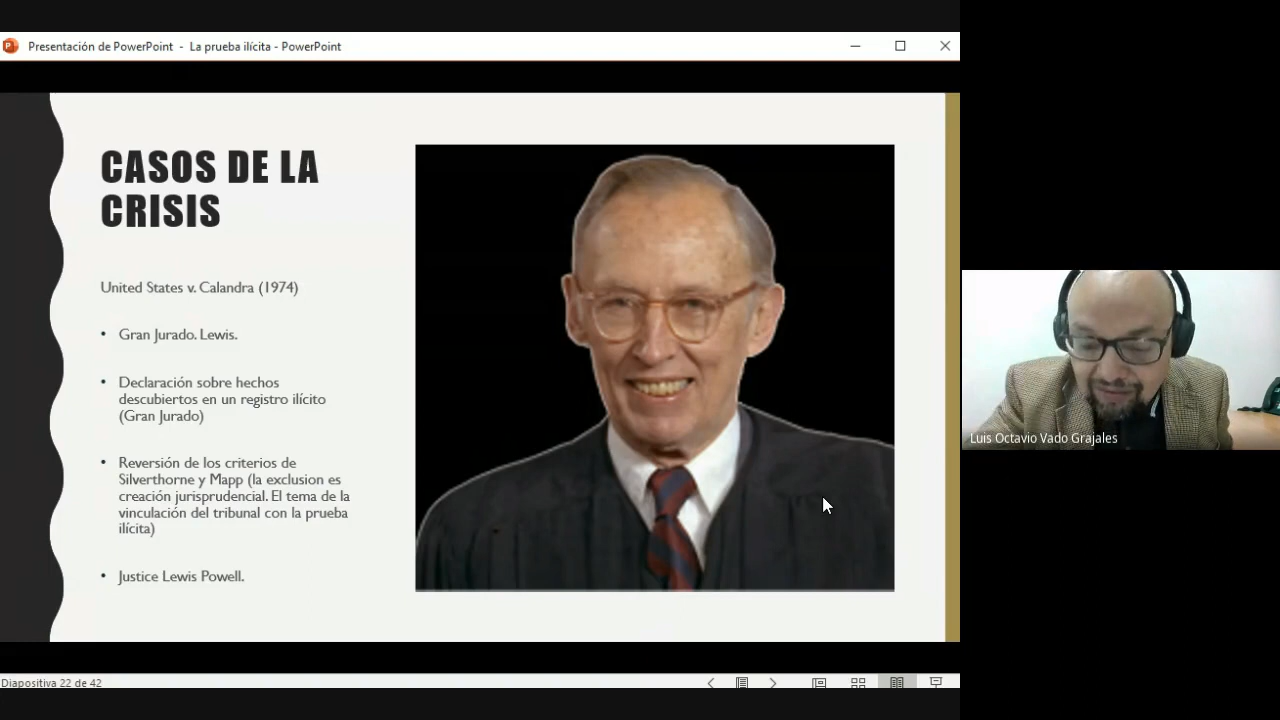 Presentación de PowerPoint - La prueba ilícita - PowerPoint
CASOS DE LA
CRISIS
United States v. Calandra (1974)
• Gran Jurado. Lewis.
• Declaración sobre hechos
descubiertos en un registro ilícito
(Gran Jurado)
• Reversión de los criterios de
Silverthorne y Mapp (la exclusion es
creación jurisprudencial. El tema de la
vinculación del tribunal con la prueba
ilícita)
• Justice Lewis Powell.
Luis Octavio Vado Grajales
Diapositiva 22 de 42